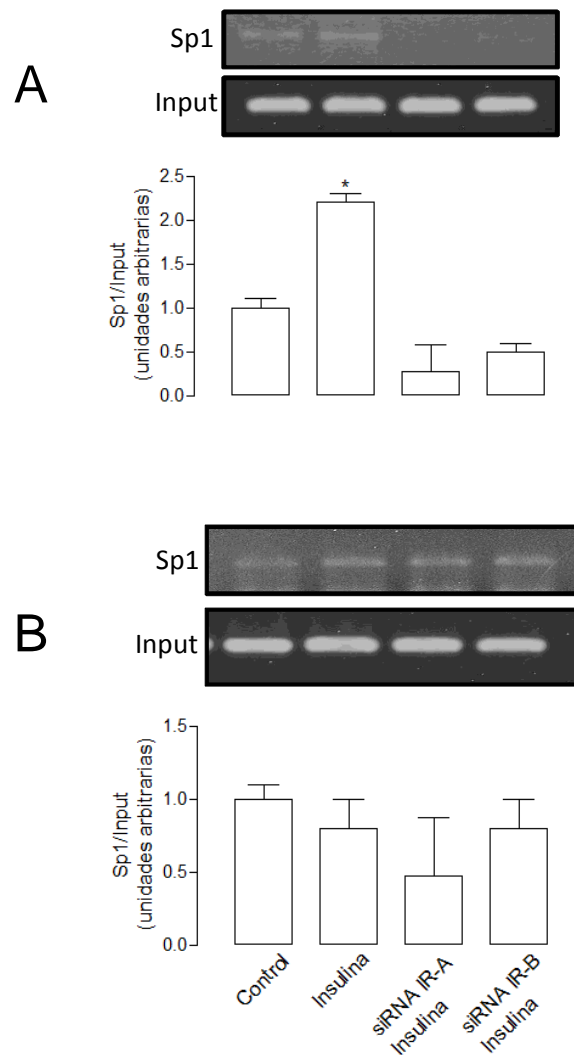 Sp1
A
Input
2.5
2.0
1.5
1.0
0.5
0.0
Sp1/Input
(unidades arbitrarias)
*
Sp1
B
Input
1.5
1.0
0.5
0.0
Sp1/Input
(unidades arbitrarias)
Control
Insulina
siRNA IR-A
Insulina
siRNA IR-B
Insulina